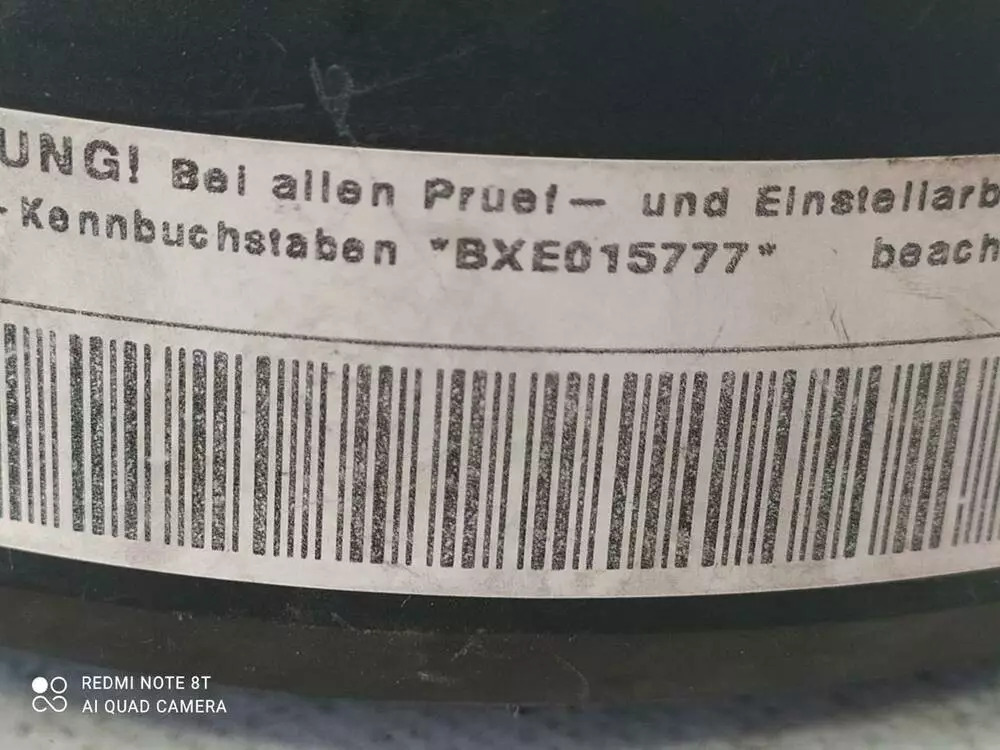 UNG! Bei allen Pruef— und Einstellarb
-Kennbuchstaben "BXE015777" beach
REDMI NOTE 8T
AI QUAD CAMERA